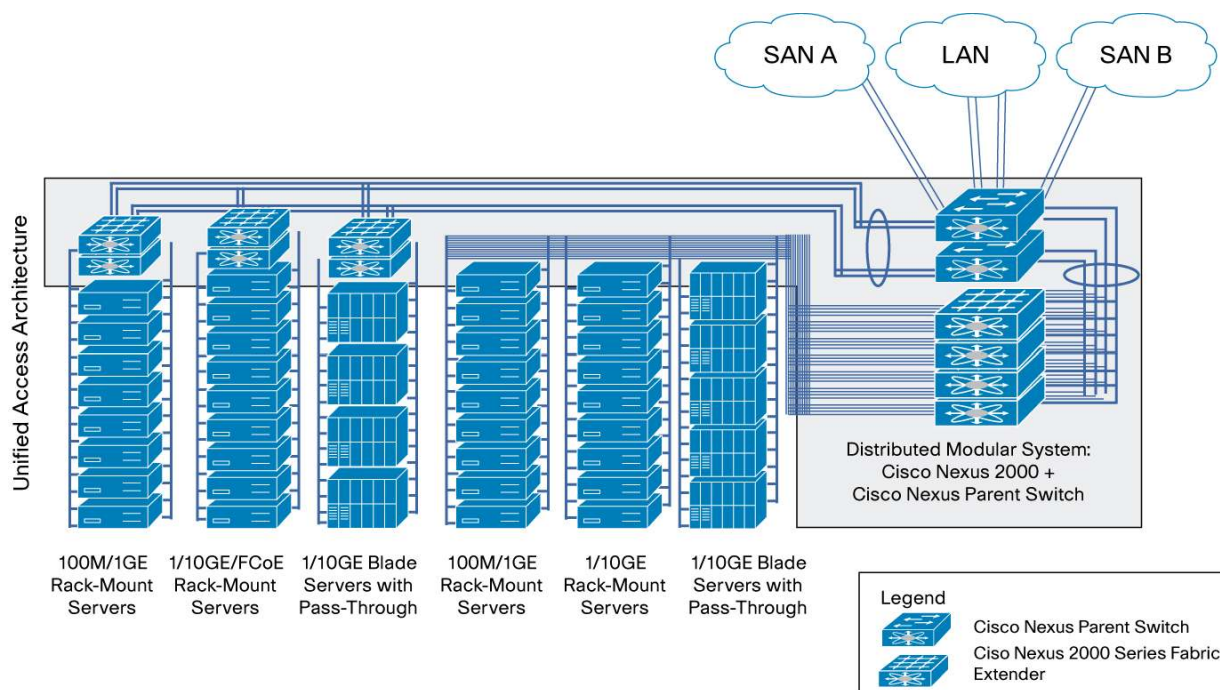 SAN A
LAN
SAN B
Unified Access Architecture
Distributed Modular System:
Cisco Nexus 2000 +
Cisco Nexus Parent Switch
100M/1GE
Rack-Mount
Servers
1/10GE/FCoE
Rack-Mount
Servers
1/10GE Blade
Servers with
Pass-Through
100M/1GE
Rack-Mount
Servers
1/10GE
Rack-Mount
Servers
1/10GE Blade
Servers with
Pass-Through
Legend
Cisco Nexus Parent Switch
Ciso Nexus 2000 Series Fabric
Extender